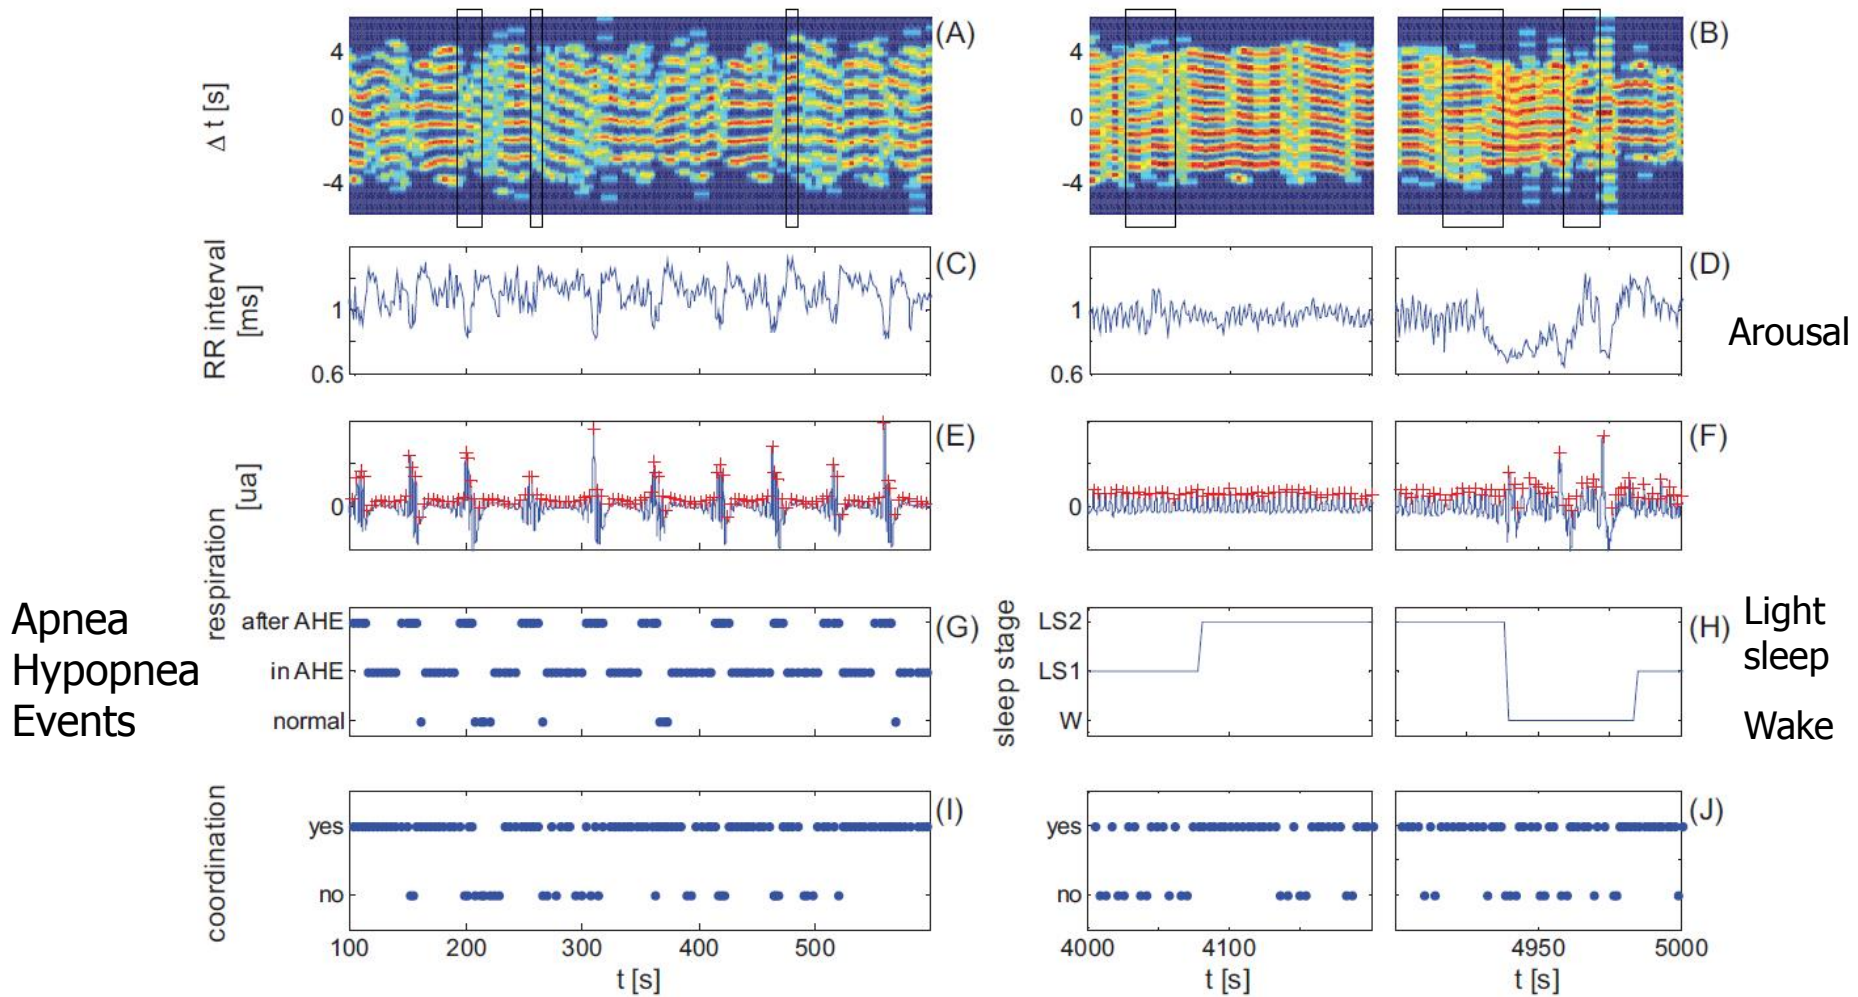 (A)
(B)
Δ t [s]
4
0
-4
4
0
-4
(C)
(D)
RR interval
[ms]
1
0.6
1
0.6
Arousal
(E)
(F)
respiration
[ua]
0
0
Apnea
Hypopnea
Events
after AHE
in AHE
normal
(G)
sleep stage
LS2
LS1
W
(H)
Light
sleep
Wake
coordination
yes
no
(I)
yes
no
(J)
100 200 300 400 500
4000 4100
4950 5000
t [s]
t [s]
t [s]